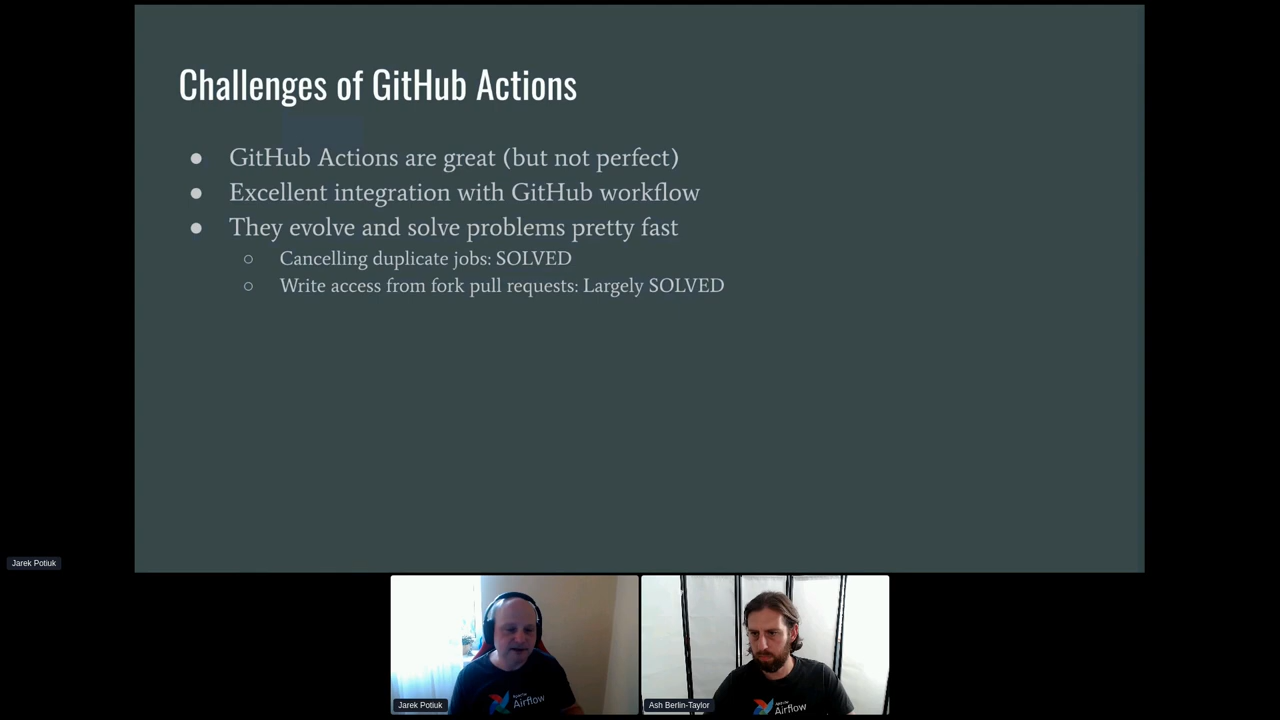 Challenges of GitHub Actions
● GitHub Actions are great (but not perfect)
● Excellent integration with GitHub workflow
● They evolve and solve problems pretty fast
○ Cancelling duplicate jobs: SOLVED
○ Write access from fork pull requests: Largely SOLVED
Jarek Potiuk
Apache
Airflow
Jarek Potiuk
Apache
Airflow
Ash Berlin-Taylor